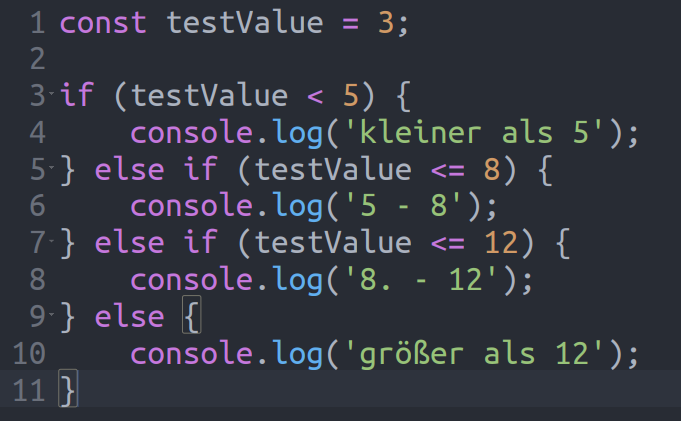 1 const testValue = 3;
2
3 if (testValue < 5) {
4     console.log('kleiner als 5');
5 } else if (testValue <= 8) {
6     console.log('5 - 8');
7 } else if (testValue <= 12) {
8     console.log('8. - 12');
9 } else {
10     console.log('größer als 12');
11 }